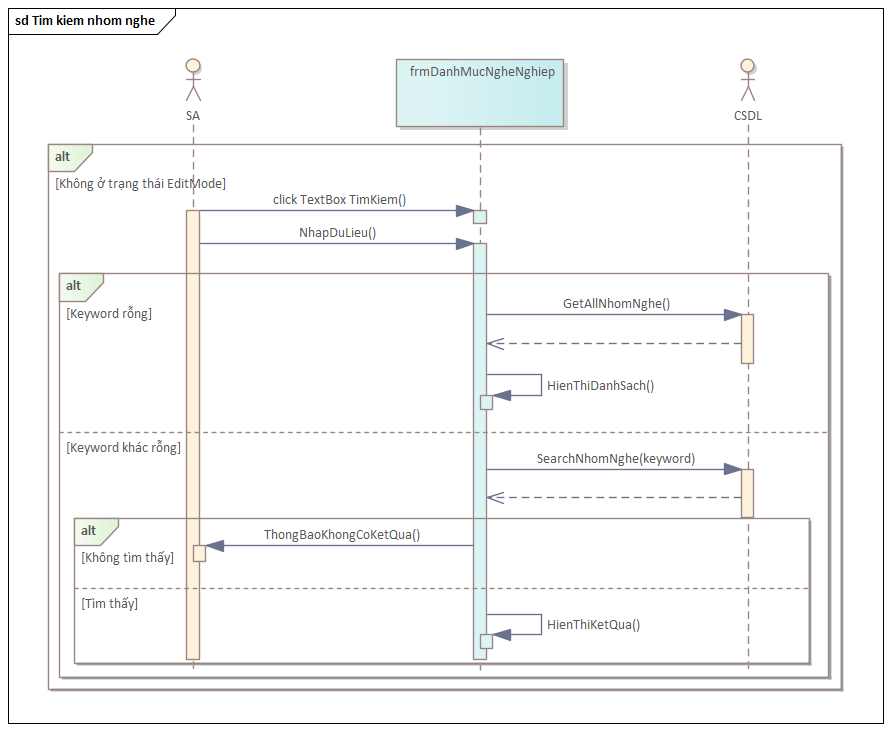 sd Tim kiem nhom nghe
frmDanhMucNgheNghiep
SA
CSDL
alt
[Không ở trạng thái EditMode]
click TextBox TimKiem()
NhapDuLieu()
alt
[Keyword rỗng]
GetAllNhomNghe()
HienThiDanhSach()
[Keyword khác rỗng]
SearchNhomNghe(keyword)
alt
ThongBaoKhongCoKetQua()
[Không tìm thấy]
[Tìm thấy]
HienThiKetQua()